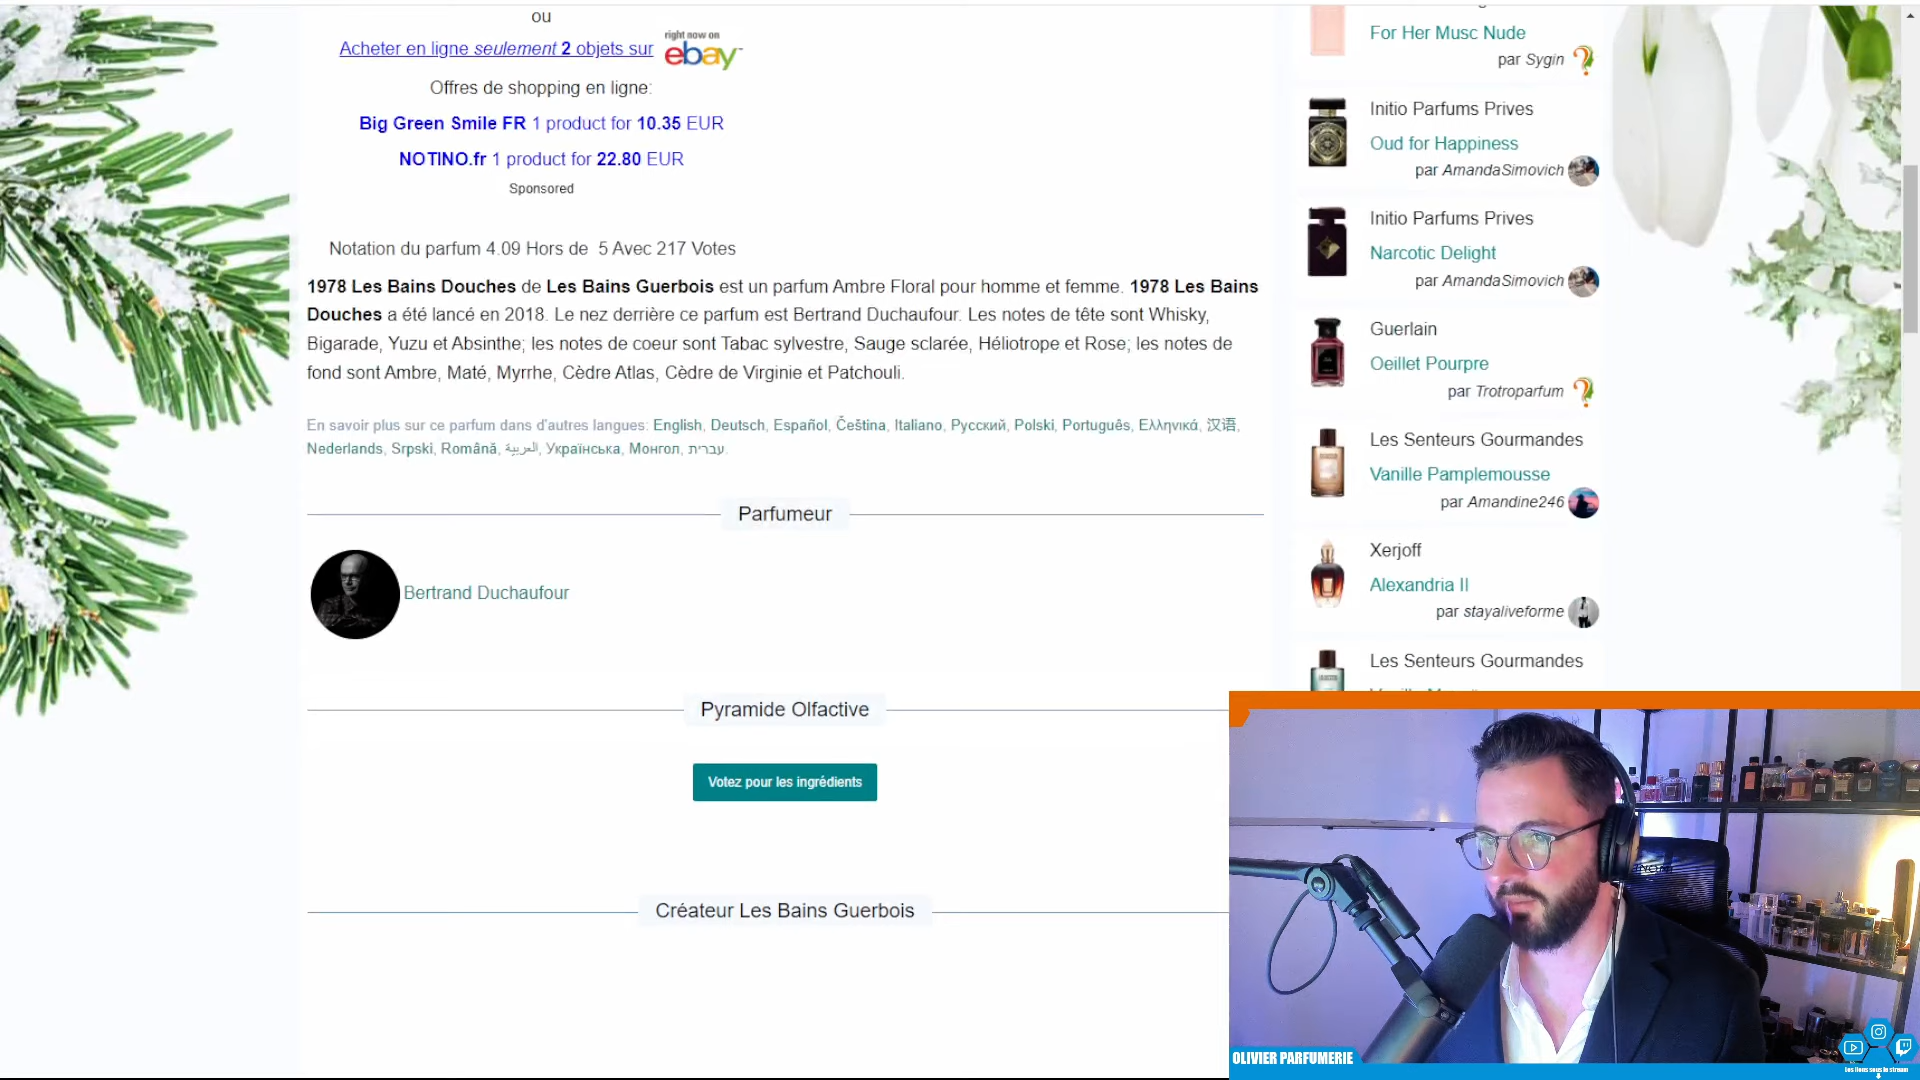 ou
Acheter en ligne seulement 2 objets sur
right now on
ebay
Offres de shopping en ligne:
Big Green Smile FR 1 product for 10.35 EUR
NOTINO.fr 1 product for 22.80 EUR
Sponsored
Notation du parfum 4.09 Hors de 5 Avec 217 Votes
1978 Les Bains Douches de Les Bains Guerbois est un parfum Ambre Floral pour homme et femme. 1978 Les Bains
Douches a été lancé en 2018. Le nez derrière ce parfum est Bertrand Duchaufour. Les notes de tête sont Whisky,
Bigarade, Yuzu et Absinthe; les notes de coeur sont Tabac sylvestre, Sauge sclarée, Héliotrope et Rose; les notes de
fond sont Ambre, Maté, Myrrhe, Cèdre Atlas, Cèdre de Virginie et Patchouli.
En savoir plus sur ce parfum dans d'autres langues: English, Deutsch, Español, Čeština, Italiano, Русский, Polski, Português, Ελληνικά, 汉语,
Nederlands, Srpski, Română, العربية, Українська, Монгол, עברית.
Parfumeur
Bertrand Duchaufour
Pyramide Olfactive
Votez pour les ingrédients
Créateur Les Bains Guerbois
For Her Musc Nude
par Sygin
Initio Parfums Prives
Oud for Happiness
par AmandaSimovich
Initio Parfums Prives
Narcotic Delight
par AmandaSimovich
Guerlain
Oeillet Pourpre
par Trotroparfum
Les Senteurs Gourmandes
Vanille Pamplemousse
par Amandine246
Xerjoff
Alexandria II
par stayaliveforme
Les Senteurs Gourmandes
OLIVIER PARFUMERIE
Les liens sous le stream